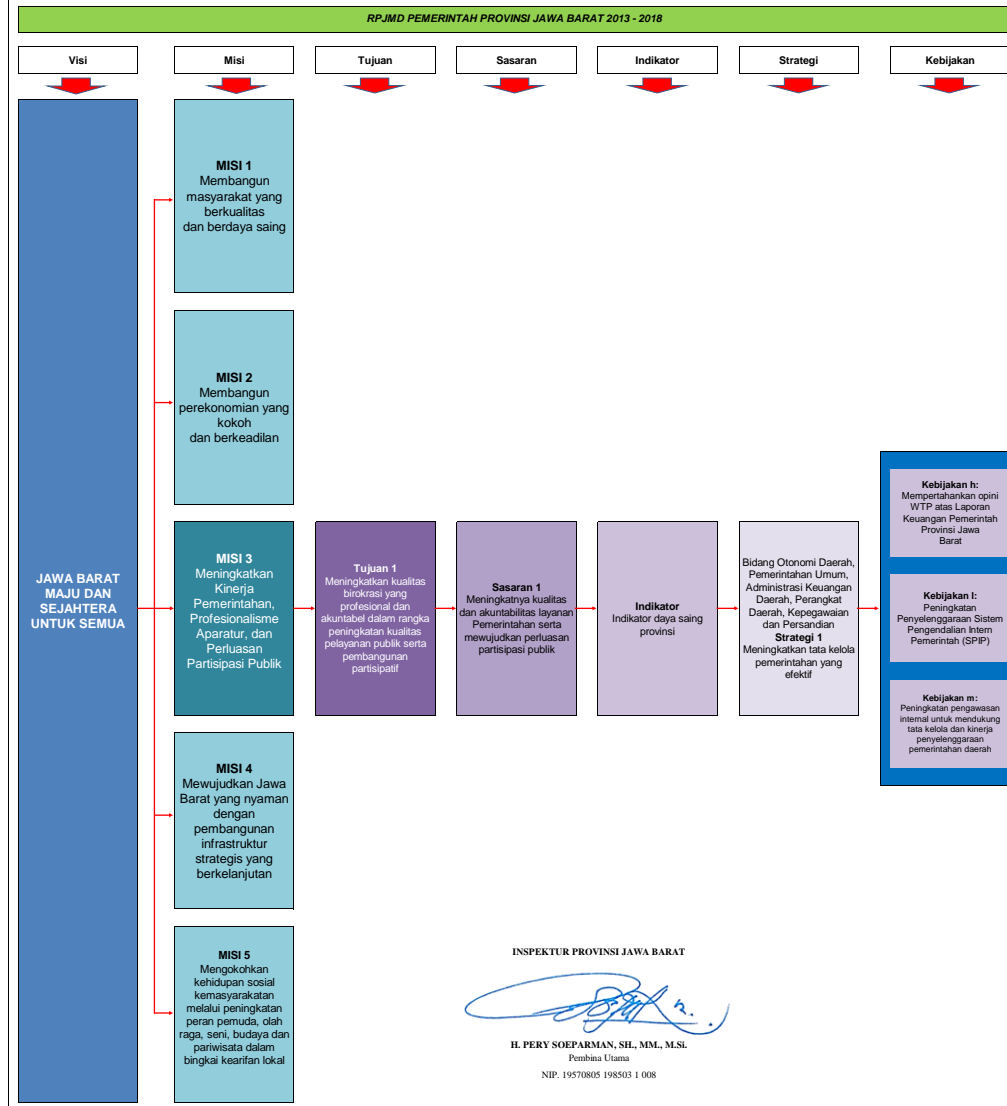 RPJMD PEMERINTAH PROVINSI JAWA BARAT 2013 - 2018
Visi
Misi
Tujuan
Sasaran
Indikator
Strategi
Kebijakan
JAWA BARAT
MAJU DAN
SEJAHTERA
UNTUK SEMUA
MISI 1
Membangun
masyarakat yang
berkualitas
dan berdaya saing
MISI 2
Membangun
perekonomian yang
kokoh
dan berkeadilan
MISI 3
Meningkatkan
Kinerja
Pemerintahan,
Profesionalisme
Aparatur, dan
Perluasan
Partisipasi Publik
Tujuan 1
Meningkatkan kualitas
birokrasi yang
profesional dan
akuntabel dalam rangka
peningkatan kualitas
pelayanan publik serta
pembangunan
partisipatif
Sasaran 1
Meningkatnya kualitas
dan akuntabilitas layanan
Pemerintahan serta
mewujudkan perluasan
partisipasi publik
Indikator
Indikator daya saing
provinsi
Bidang Otonomi Daerah,
Pemerintahan Umum,
Administrasi Keuangan
Daerah, Perangkat
Daerah, Kepegawaian
dan Persandian
Strategi 1
Meningkatkan tata kelola
pemerintahan yang
efektif
Kebijakan h:
Mempertahankan opini
WTP atas Laporan
Keuangan Pemerintah
Provinsi Jawa
Barat
Kebijakan l:
Peningkatan
Penyelenggaraan Sistem
Pengendalian Intern
Pemerintah (SPIP)
Kebijakan m:
Peningkatan pengawasan
internal untuk mendukung
tata kelola dan kinerja
penyelenggaraan
pemerintahan daerah
MISI 4
Mewujudkan Jawa
Barat yang nyaman
dengan
pembangunan
infrastruktur
strategis yang
berkelanjutan
MISI 5
Mengokohkan
kehidupan sosial
kemasyarakatan
melalui peningkatan
peran pemuda, olah
raga, seni, budaya dan
pariwisata dalam
bingkai kearifan lokal
INSPEKTUR PROVINSI JAWA BARAT
H. PERY SOEPARMAN, SH., MM., M.Si.
Pembina Utama
NIP. 19570805 198503 1 008